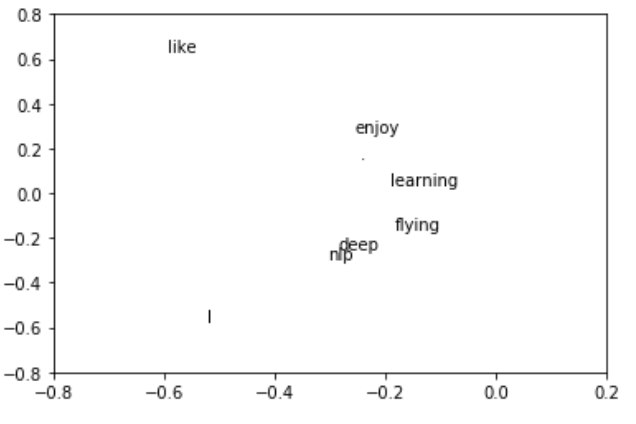 0.8
like
0.6
0.4
enjoy
0.2
.
learning
0.0
flying
−0.2
deep
nlp
−0.4
I
−0.6
−0.8
−0.8 −0.6 −0.4 −0.2 0.0 0.2